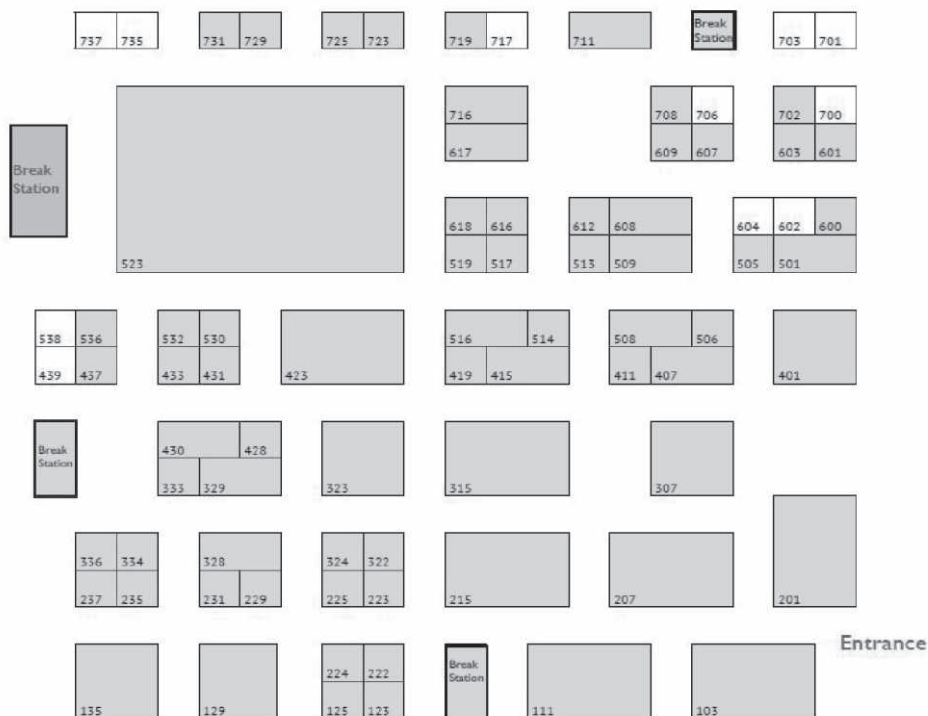 737 735 731 729 725 723 719 717 711 Break
Station 703 701
716 708 706 702 700
617 609 607 603 601
Break
Station
523
618 616 612 608 604 602 600
519 517 513 509 505 501
538 536 532 530 516 514 508 506
439 437 433 431 423 419 415 411 407 401
Break
Station
430 428
333 329 323 315 307
336 334 328 324 322
237 235 231 229 225 223 215 207 201
Entrance
224 222 Break
Station
135 129 125 123 111 103